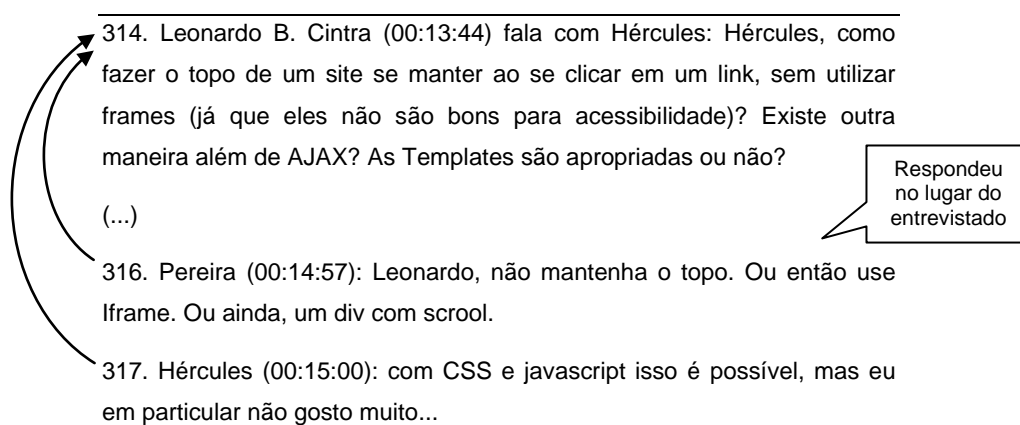 314. Leonardo B. Cintra (00:13:44) fala com Hércules: Hércules, como
fazer o topo de um site se manter ao se clicar em um link, sem utilizar
frames (já que eles não são bons para acessibilidade)? Existe outra
maneira além de AJAX? As Templates são apropriadas ou não?
Respondeu
no lugar do
entrevistado
(...)
316. Pereira (00:14:57): Leonardo, não mantenha o topo. Ou então use
Iframe. Ou ainda, um div com scrool.
317. Hércules (00:15:00): com CSS e javascript isso é possível, mas eu
em particular não gosto muito...